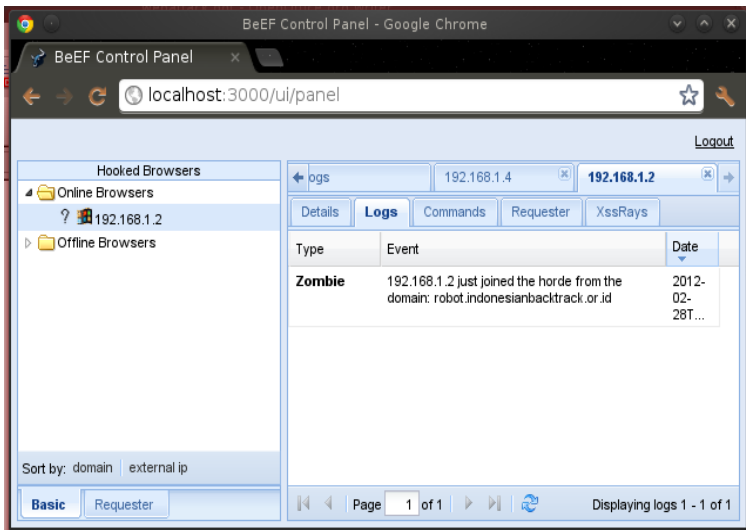 BeEF Control Panel - Google Chrome
BeEF Control Panel
localhost:3000/ui/panel
Logout
Hooked Browsers
Online Browsers
? 192.168.1.2
Offline Browsers
Sort by: domain external ip
Basic Requester
ogs 192.168.1.4 192.168.1.2
Details Logs Commands Requester XssRays
Type Event Date
Zombie 192.168.1.2 just joined the horde from the 2012-
domain: robot.indonesianbacktrack.or.id 02-
28T...
Page 1 of 1 Displaying logs 1 - 1 of 1